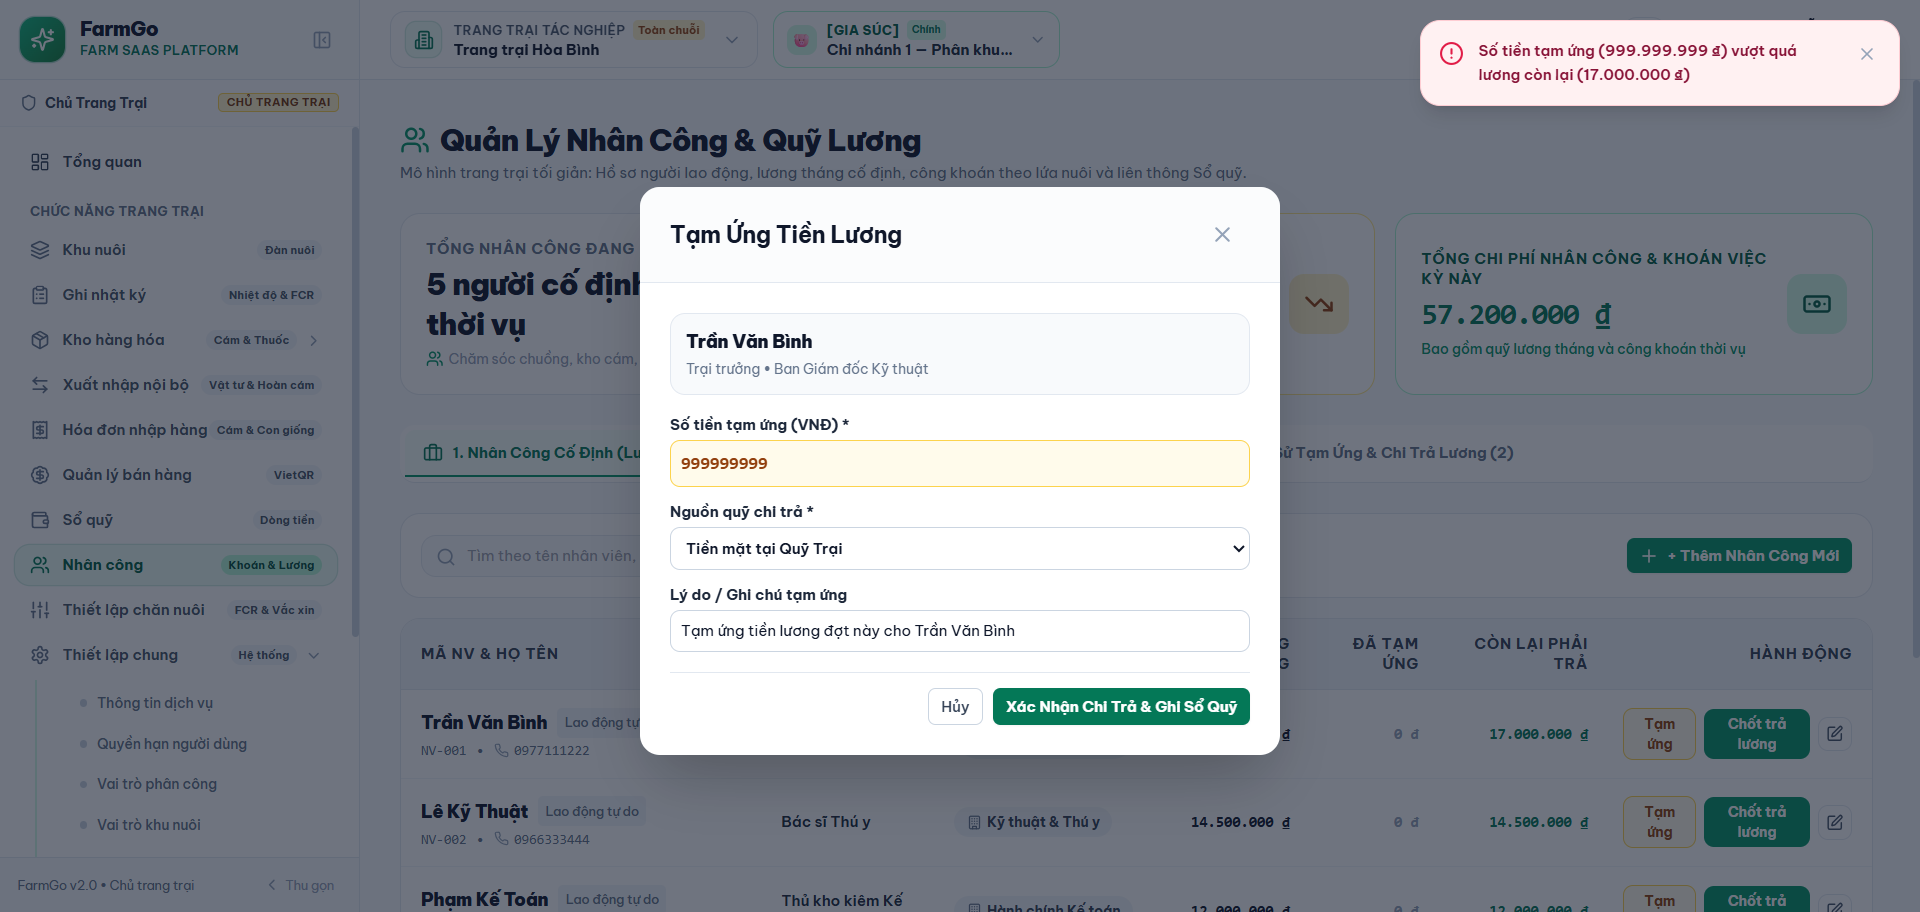 FarmGo
FARM SAAS PLATFORM
TRANG TRẠI TÁC NGHIỆP Toàn chuỗi
Trang trại Hòa Bình
[GIA SÚC] Chính
Chi nhánh 1 — Phân khu...
Số tiền tạm ứng (999.999.999 đ) vượt quá
lương còn lại (17.000.000 đ)
Chủ Trang Trại CHỦ TRANG TRẠI
Tổng quan
CHỨC NĂNG TRANG TRẠI
Khu nuôi Đàn nuôi
Ghi nhật ký Nhiệt độ & FCR
Kho hàng hóa Cám & Thuốc
Xuất nhập nội bộ Vật tư & Hoàn cám
Hóa đơn nhập hàng Cám & Con giống
Quản lý bán hàng VietQR
Sổ quỹ Dòng tiền
Nhân công Khoán & Lương
Thiết lập chăn nuôi FCR & Vắc xin
Thiết lập chung Hệ thống
Thông tin dịch vụ
Quyền hạn người dùng
Vai trò phân công
Vai trò khu nuôi
FarmGo v2.0 • Chủ trang trại Thu gọn
Quản Lý Nhân Công & Quỹ Lương
Mô hình trang trại tối giản: Hồ sơ người lao động, lương tháng cố định, công khoán theo lứa nuôi và liên thông Sổ quỹ.
TỔNG NHÂN CÔNG ĐANG
5 người cố định
thời vụ
Chăm sóc chuồng, kho cám,
TỔNG CHI PHÍ NHÂN CÔNG & KHOÁN VIỆC
KỲ NÀY
57.200.000 đ
Bao gồm quỹ lương tháng và công khoán thời vụ
1. Nhân Công Cố Định (Lư
Sử Tạm Ứng & Chi Trả Lương (2)
Tìm theo tên nhân viên,
+ Thêm Nhân Công Mới
Tạm Ứng Tiền Lương
Trần Văn Bình
Trại trưởng • Ban Giám đốc Kỹ thuật
Số tiền tạm ứng (VNĐ) *
999999999
Nguồn quỹ chi trả *
Tiền mặt tại Quỹ Trại
Lý do / Ghi chú tạm ứng
Tạm ứng tiền lương đợt này cho Trần Văn Bình
Hủy Xác Nhận Chi Trả & Ghi Sổ Quỹ
MÃ NV & HỌ TÊN
ĐÃ TẠM
ỨNG
CÒN LẠI PHẢI
TRẢ
HÀNH ĐỘNG
Trần Văn Bình Lao động tự
NV-001 • 0977111222
đ 0 đ 17.000.000 đ
Tạm
ứng
Chốt trả
lương
Lê Kỹ Thuật Lao động tự do
NV-002 • 0966333444
Bác sĩ Thú y Kỹ thuật & Thú y 14.500.000 đ 0 đ 14.500.000 đ
Tạm
ứng
Chốt trả
lương
Phạm Kế Toán Lao động tự do
Thủ kho kiêm Kế
Hành chính Kế toán 12.000.000 đ 0 đ 12.000.000 đ
Tạm
Chốt trả